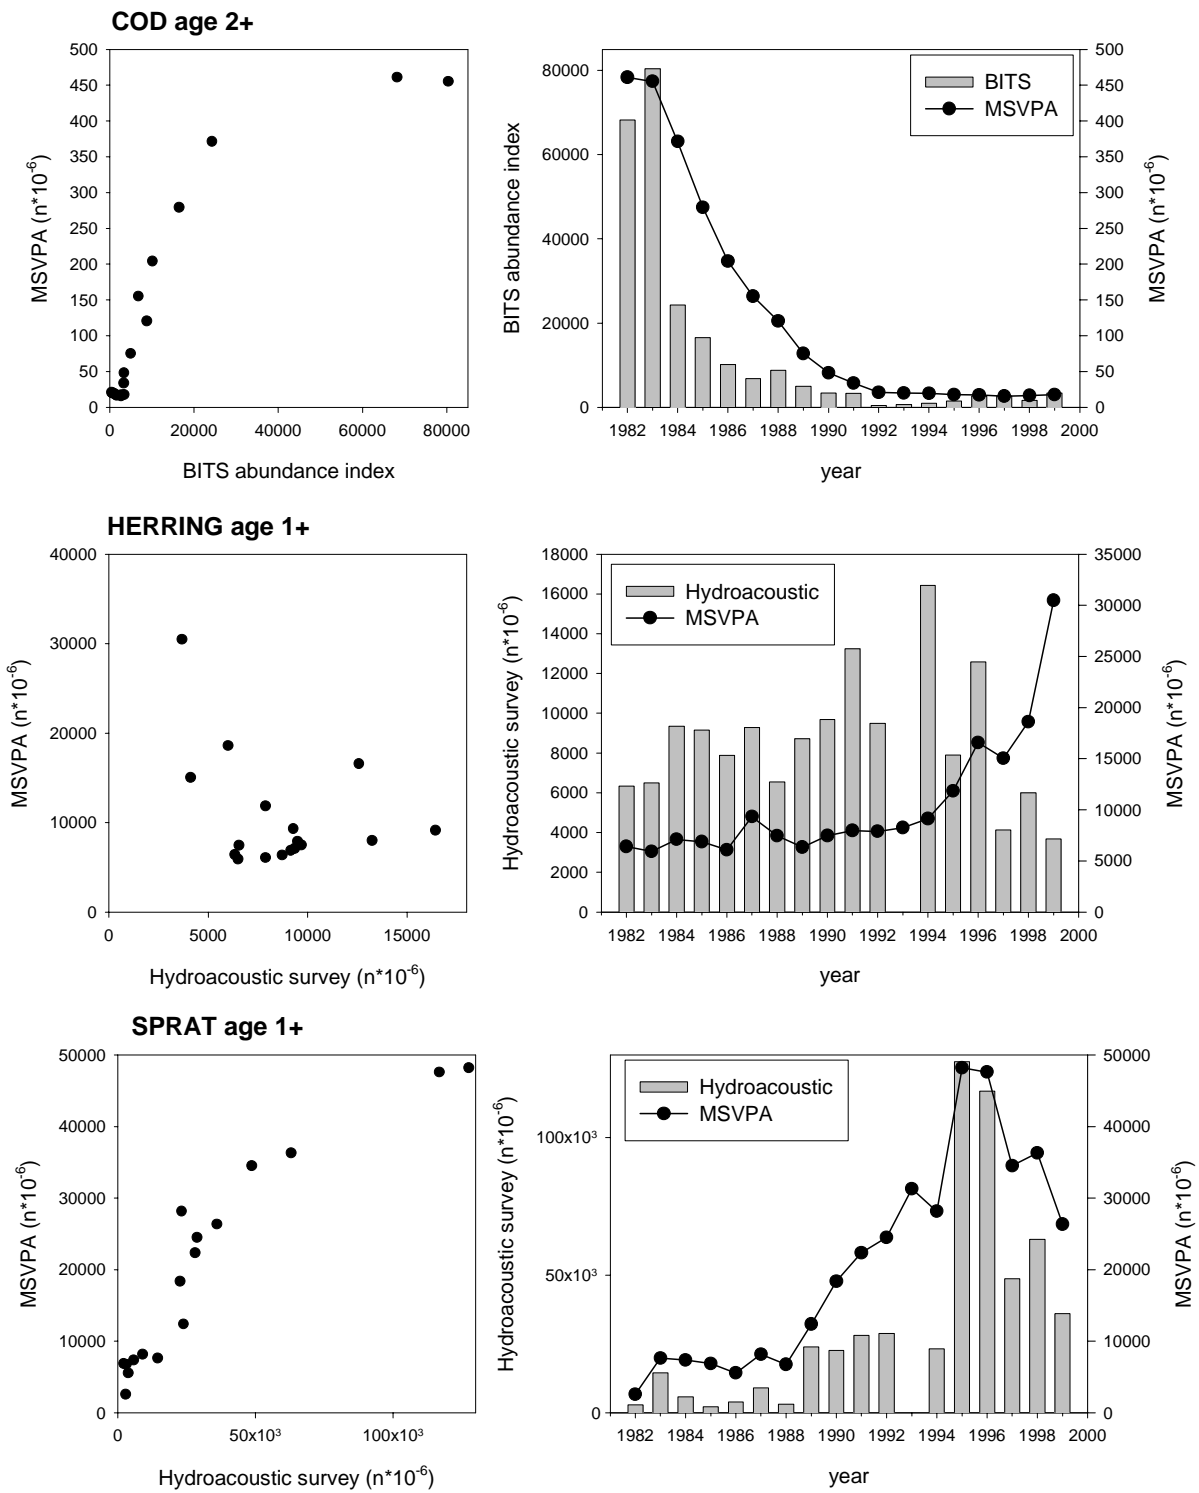 COD age 2+
500
450
400
350
300
250
200
150
100
50
0
MSVPA (n*10⁻⁶)
0 20000 40000 60000 80000
BITS abundance index
80000
60000
40000
20000
0
BITS abundance index
BITS
MSVPA
500
450
400
350
300
250
200
150
100
50
0
MSVPA (n*10⁻⁶)
1982 1984 1986 1988 1990 1992 1994 1996 1998 2000
year
HERRING age 1+
40000
30000
20000
10000
0
MSVPA (n*10⁻⁶)
0 5000 10000 15000
Hydroacoustic survey (n*10⁻⁶)
18000
16000
14000
12000
10000
8000
6000
4000
2000
0
Hydroacoustic survey (n*10⁻⁶)
Hydroacoustic
MSVPA
35000
30000
25000
20000
15000
10000
5000
0
MSVPA (n*10⁻⁶)
1982 1984 1986 1988 1990 1992 1994 1996 1998 2000
year
SPRAT age 1+
50000
40000
30000
20000
10000
0
MSVPA (n*10⁻⁶)
0 50x10³ 100x10³
Hydroacoustic survey (n*10⁻⁶)
100x10³
50x10³
0
Hydroacoustic survey (n*10⁻⁶)
Hydroacoustic
MSVPA
50000
40000
30000
20000
10000
0
MSVPA (n*10⁻⁶)
1982 1984 1986 1988 1990 1992 1994 1996 1998 2000
year